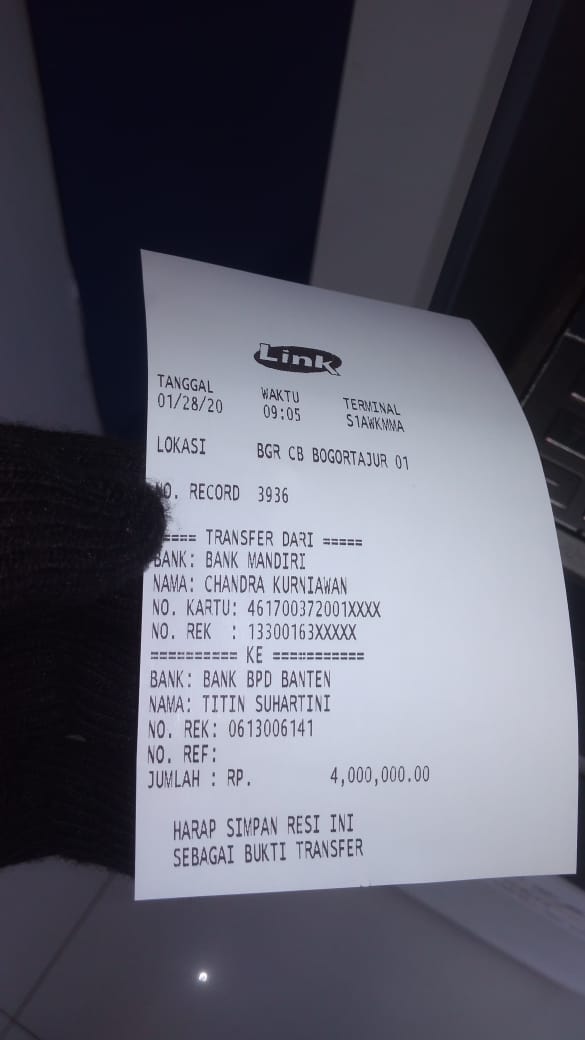 Link
TANGGAL WAKTU TERMINAL
01/28/20 09:05 S1AWKMMA
LOKASI BGR CB BOGORTAJUR 01
NO. RECORD 3936
==== TRANSFER DARI =====
BANK: BANK MANDIRI
NAMA: CHANDRA KURNIAWAN
NO. KARTU: 461700372001XXXX
NO. REK : 13300163XXXXX
========== KE ===========
BANK: BANK BPD BANTEN
NAMA: TITIN SUHARTINI
NO. REK: 0613006141
NO. REF:
JUMLAH : RP. 4,000,000.00
HARAP SIMPAN RESI INI
SEBAGAI BUKTI TRANSFER